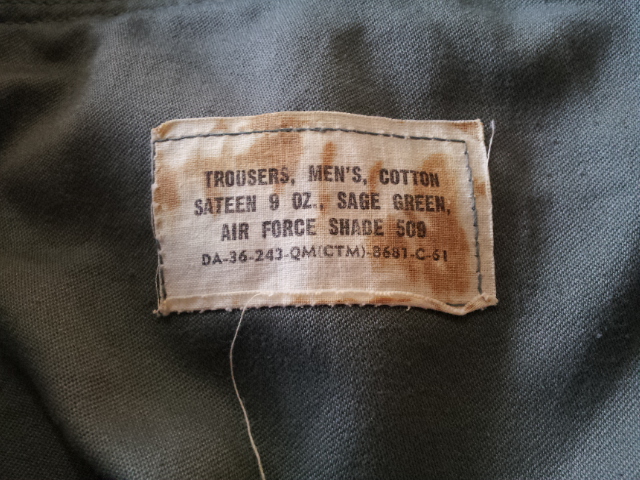 TROUSERS, MEN'S, COTTON
SATEEN 9 OZ., SAGE GREEN,
AIR FORCE SHADE 509
DA-36-243-QM(CTM)-8681-C-61